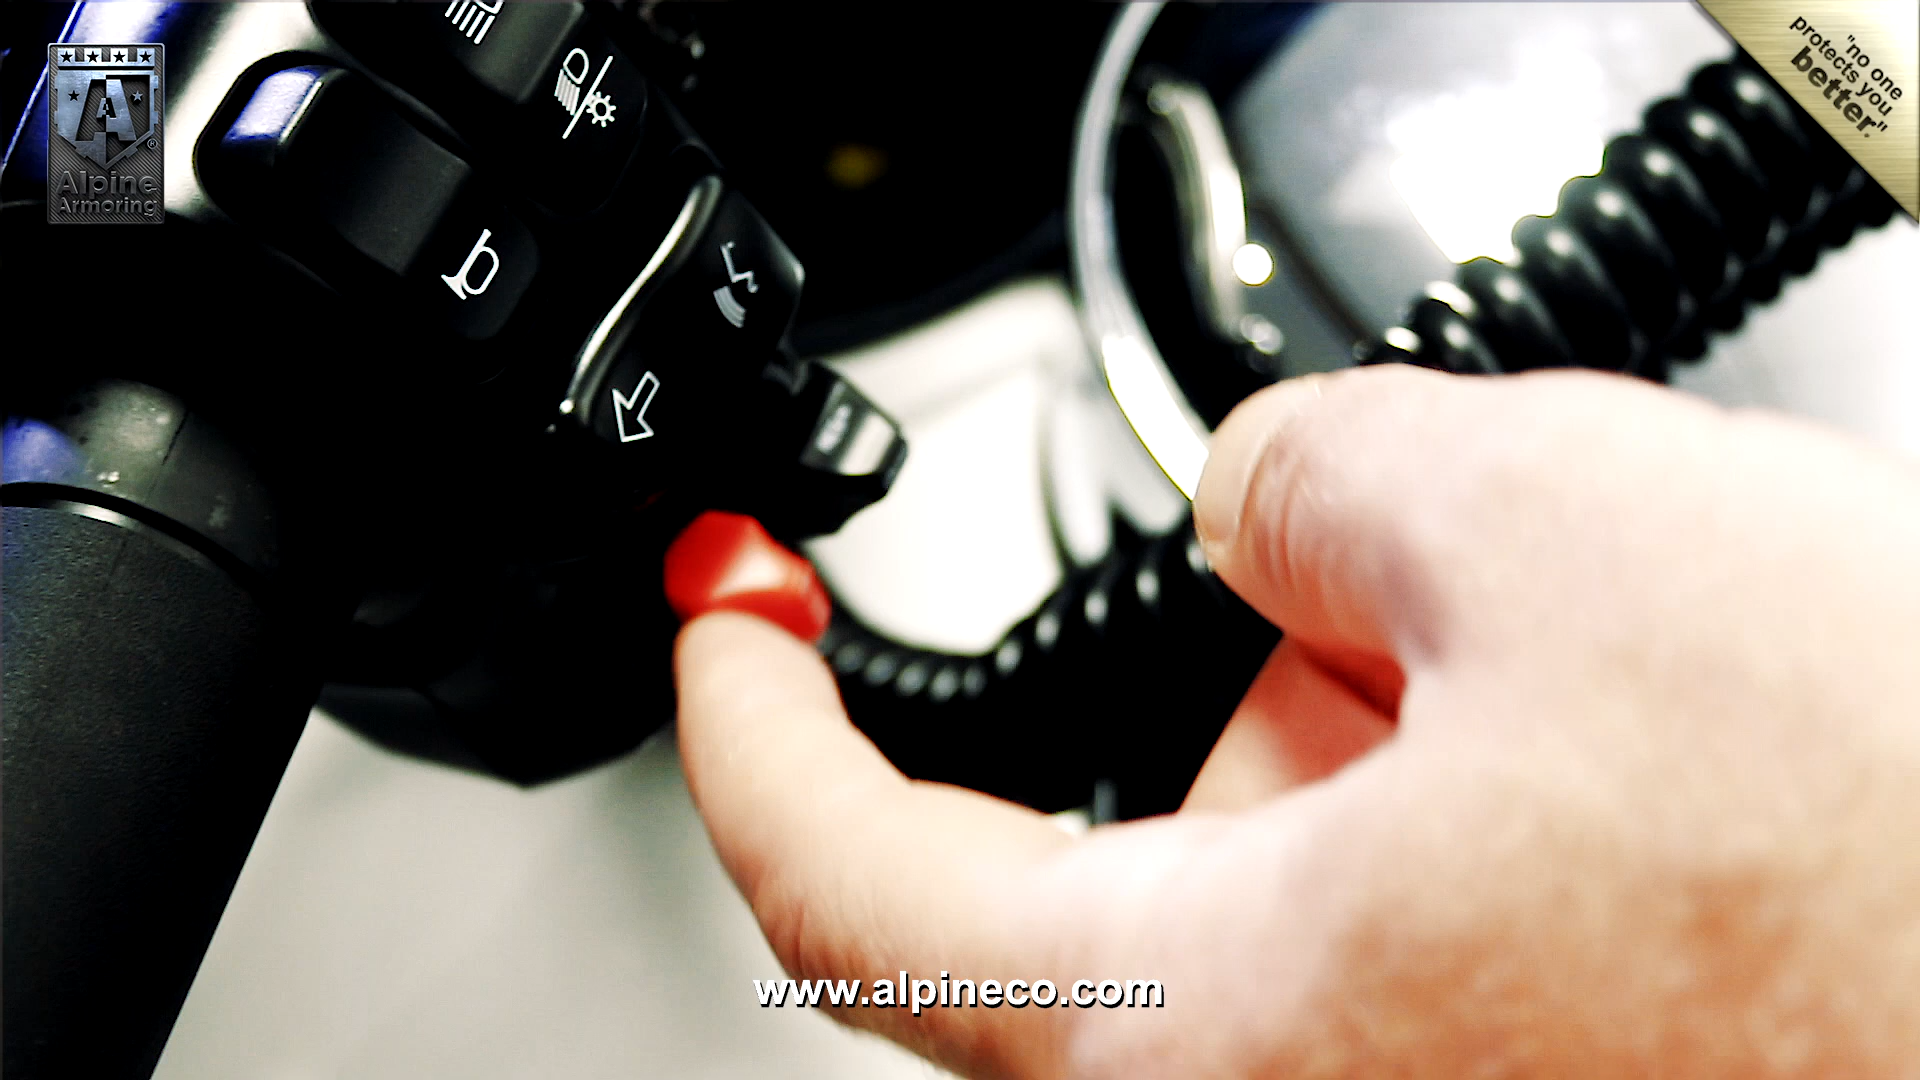 A
A
Alpine
Armoring
®
"no one
protects you
better."
www.alpineco.com